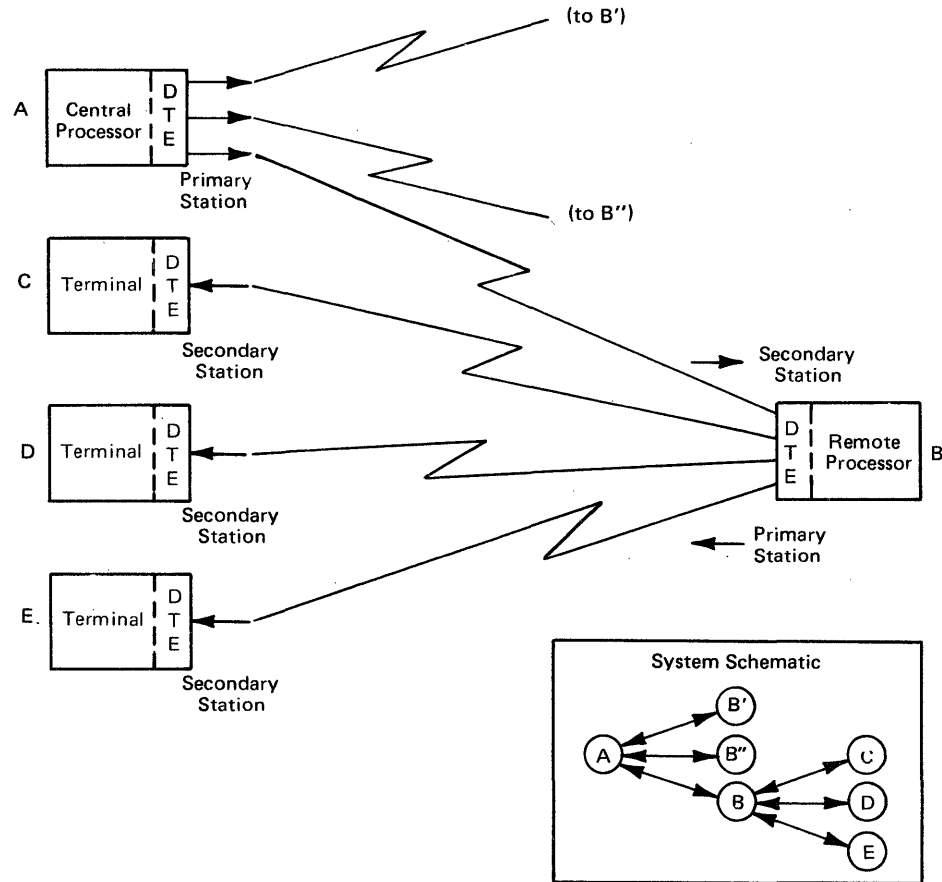 (to B')
A
Central
Processor
D
T
E
Primary
Station
(to B'')
C
Terminal
D
T
E
Secondary
Station
Secondary
Station
D
Terminal
D
T
E
Secondary
Station
D
T
E
Remote
Processor
B
Primary
Station
E.
Terminal
D
T
E
Secondary
Station
System Schematic
B'
A
B''
C
B
D
E